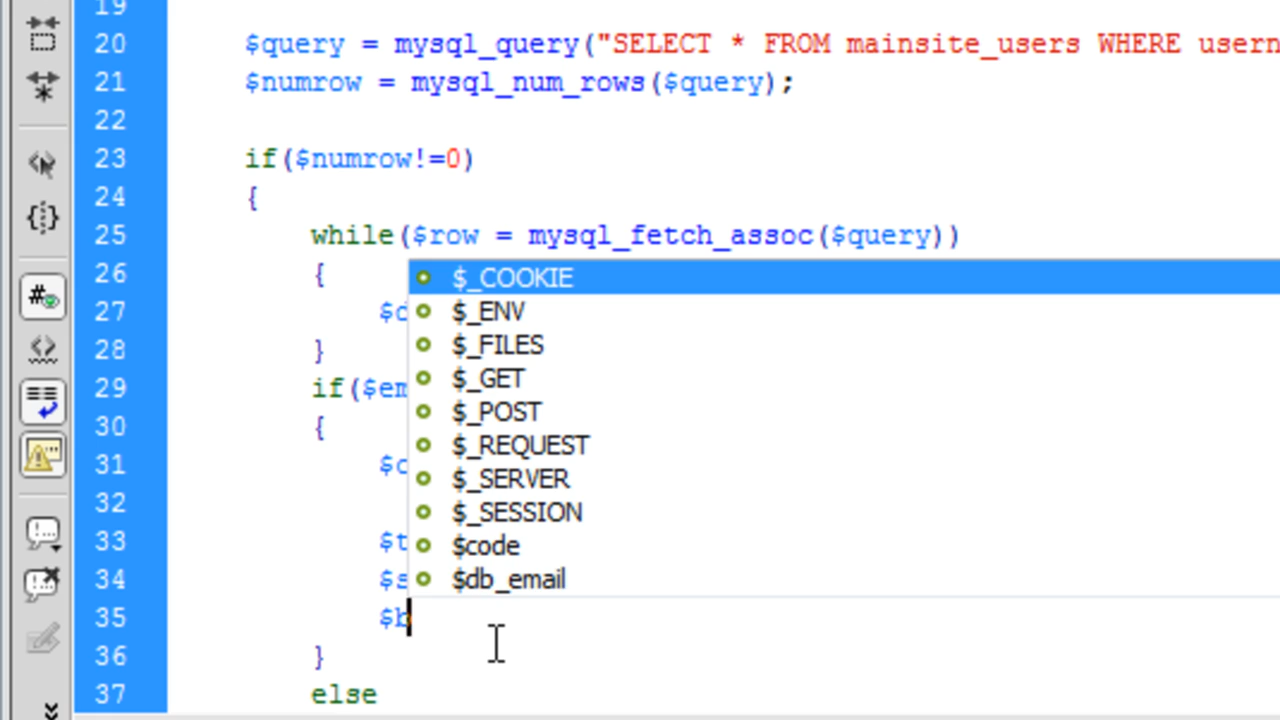 19
20 $query = mysql_query("SELECT * FROM mainsite_users WHERE usern
21 $numrow = mysql_num_rows($query);
22
23 if($numrow!=0)
24 {
25 while($row = mysql_fetch_assoc($query))
26 {
$_COOKIE
$_ENV
27 $d
28 }
$_FILES
$_GET
29 if($em
$_POST
30 {
$_REQUEST
31 $c
$_SERVER
32
$_SESSION
33 $t
$code
34 $s
$db_email
35 $b
36 }
37 else